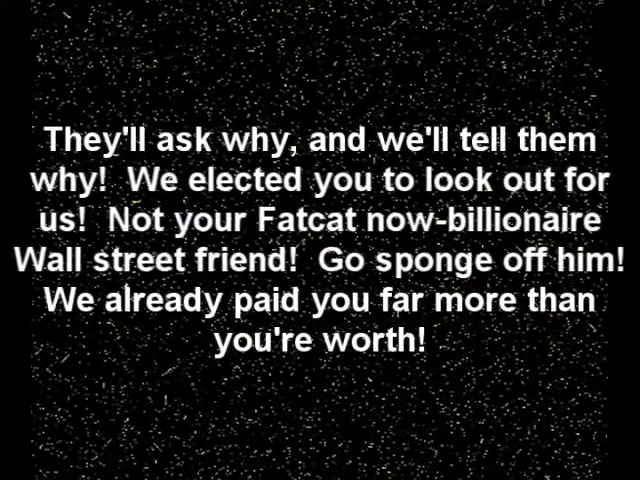 They'll ask why, and we'll tell them
why!  We elected you to look out for
us!  Not your Fatcat now-billionaire
Wall street friend!  Go sponge off him!
We already paid you far more than
you're worth!